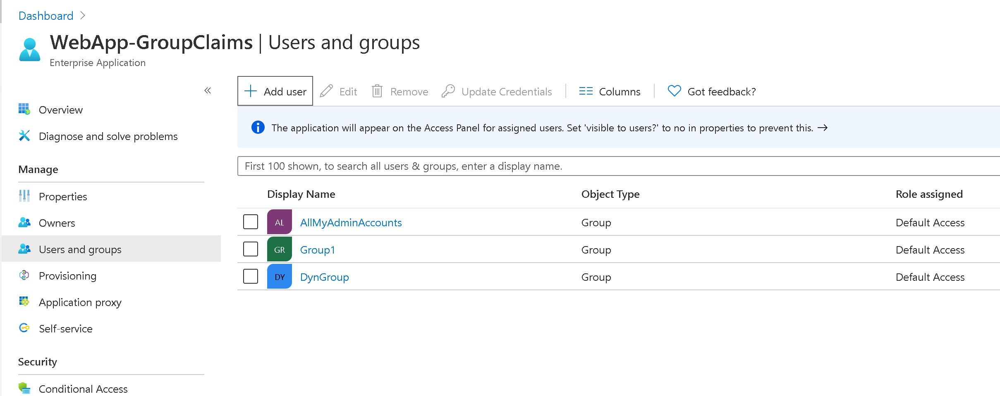 Dashboard
WebApp-GroupClaims | Users and groups
Enterprise Application
Add user Edit Remove Update Credentials Columns Got feedback?
Overview
Diagnose and solve problems
Manage
Properties
Owners
Users and groups
Provisioning
Application proxy
Self-service
Security
Conditional Access
The application will appear on the Access Panel for assigned users. Set 'visible to users?' to no in properties to prevent this. →
First 100 shown, to search all users & groups, enter a display name.
Display Name Object Type Role assigned
AL AllMyAdminAccounts Group Default Access
GR Group1 Group Default Access
DY DynGroup Group Default Access